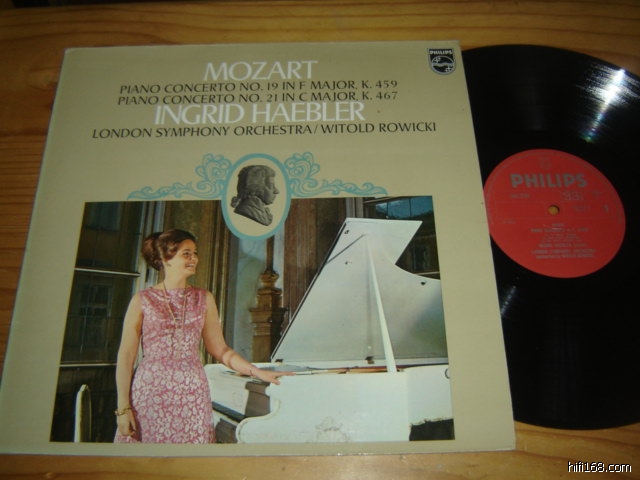 MOZART
PIANO CONCERTO NO. 19 IN F MAJOR, K. 459
PIANO CONCERTO NO. 21 IN C MAJOR, K. 467
INGRID HAEBLER
LONDON SYMPHONY ORCHESTRA/WITOLD ROWICKI
PHILIPS
PHILIPS
33
1
hifi168.com